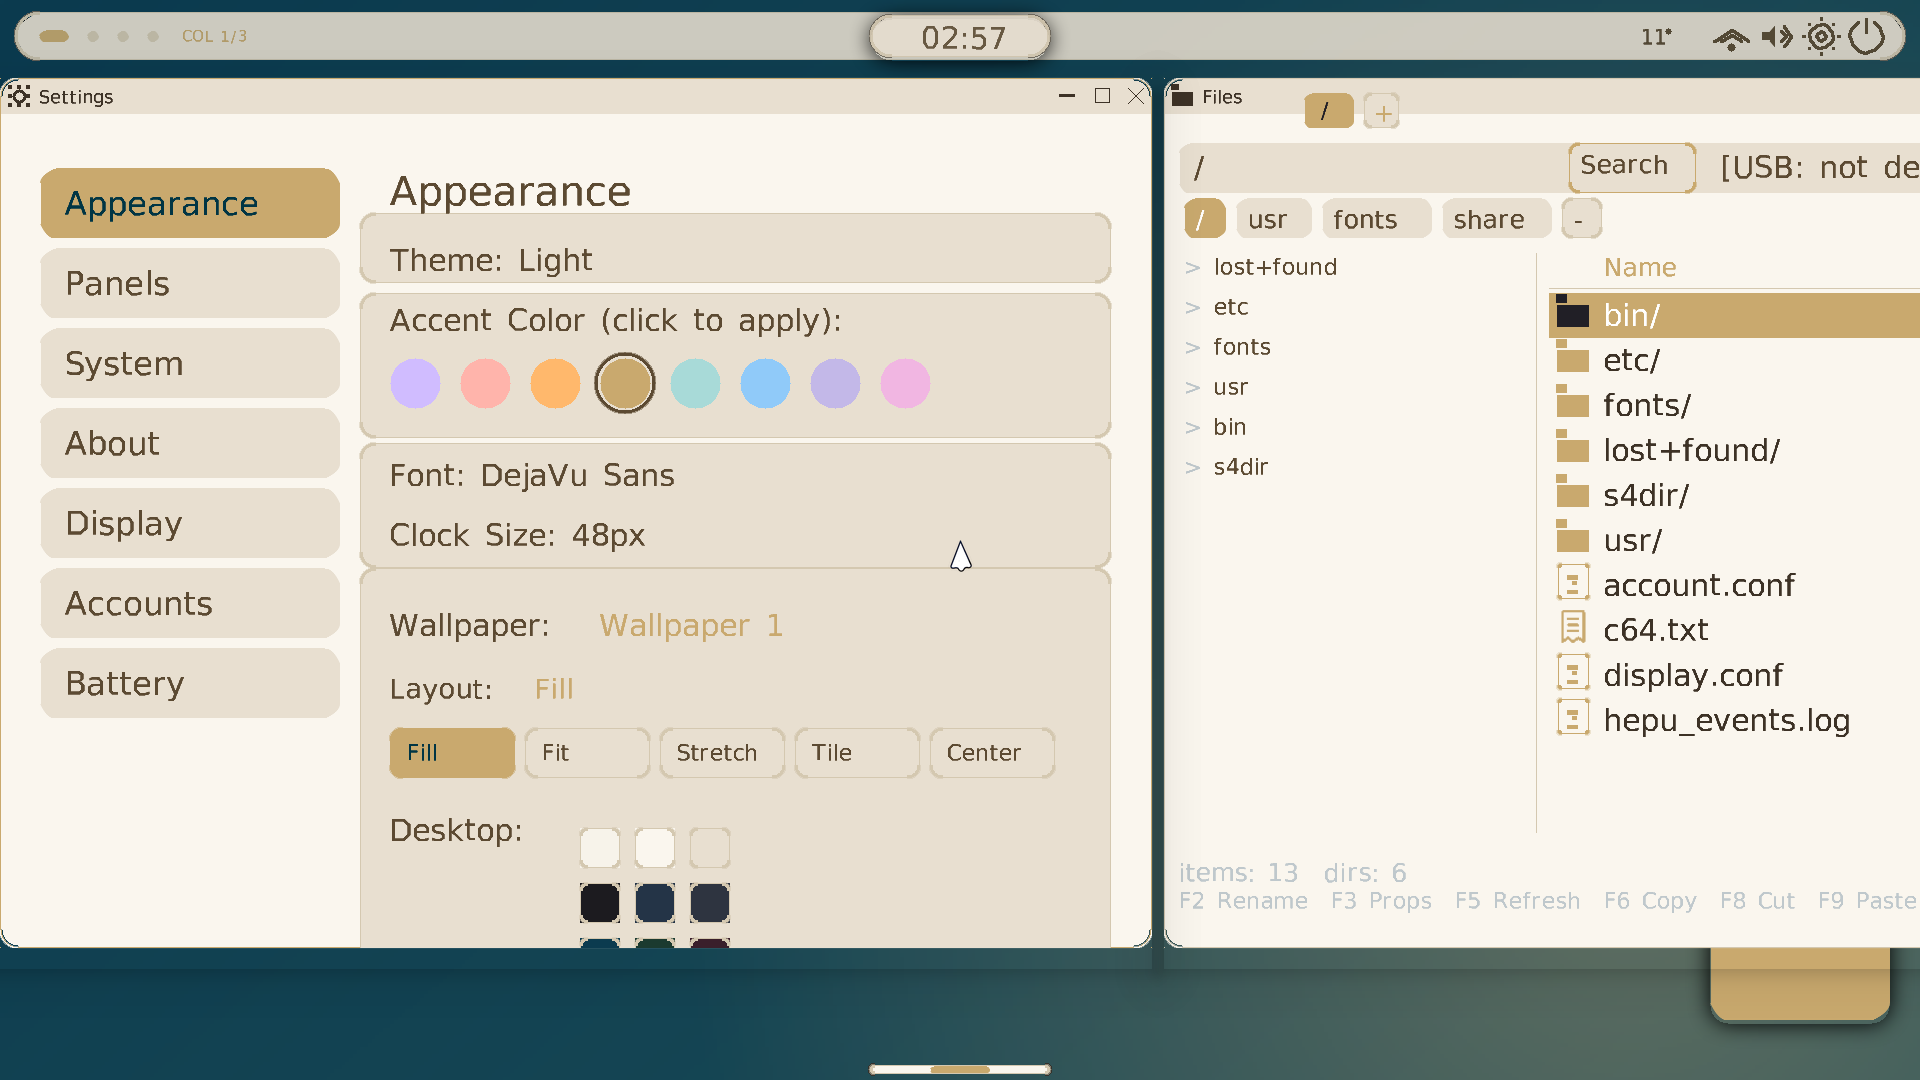 COL 1/3
02:57
11°
Settings
Appearance
Panels
System
About
Display
Accounts
Battery
Appearance
Theme: Light
Accent Color (click to apply):
Font: DejaVu Sans
Clock Size: 48px
Wallpaper: Wallpaper 1
Layout: Fill
Fill Fit Stretch Tile Center
Desktop:
Files
/ +
/ Search [USB: not de
/ usr fonts share -
> lost+found
> etc
> fonts
> usr
> bin
> s4dir
Name
bin/
etc/
fonts/
lost+found/
s4dir/
usr/
account.conf
c64.txt
display.conf
hepu_events.log
items: 13 dirs: 6
F2 Rename F3 Props F5 Refresh F6 Copy F8 Cut F9 Paste